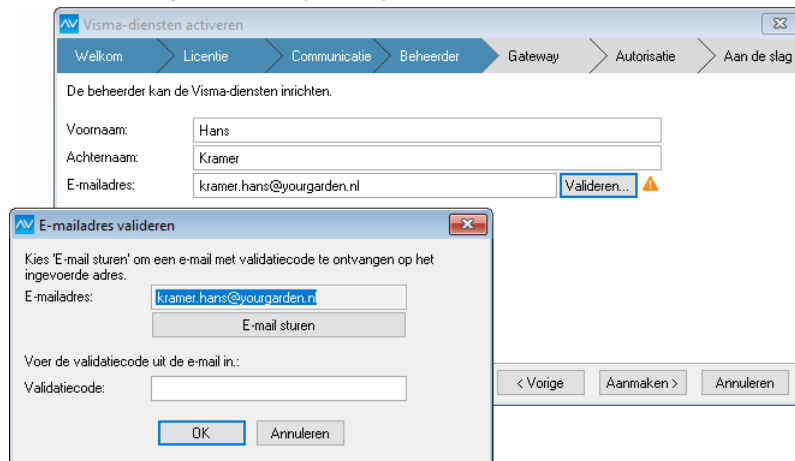 Visma-diensten activeren
Welkom Licentie Communicatie Beheerder Gateway Autorisatie Aan de slag
De beheerder kan de Visma-diensten inrichten.
Voornaam: Hans
Achternaam: Kramer
E-mailadres: kramer.hans@yourgarden.nl Valideren...
E-mailadres valideren
Kies 'E-mail sturen' om een e-mail met validatiecode te ontvangen op het
ingevoerde adres.
E-mailadres: kramer.hans@yourgarden.nl
E-mail sturen
Voer de validatiecode uit de e-mail in.:
Validatiecode:
OK Annuleren
< Vorige Aanmaken > Annuleren